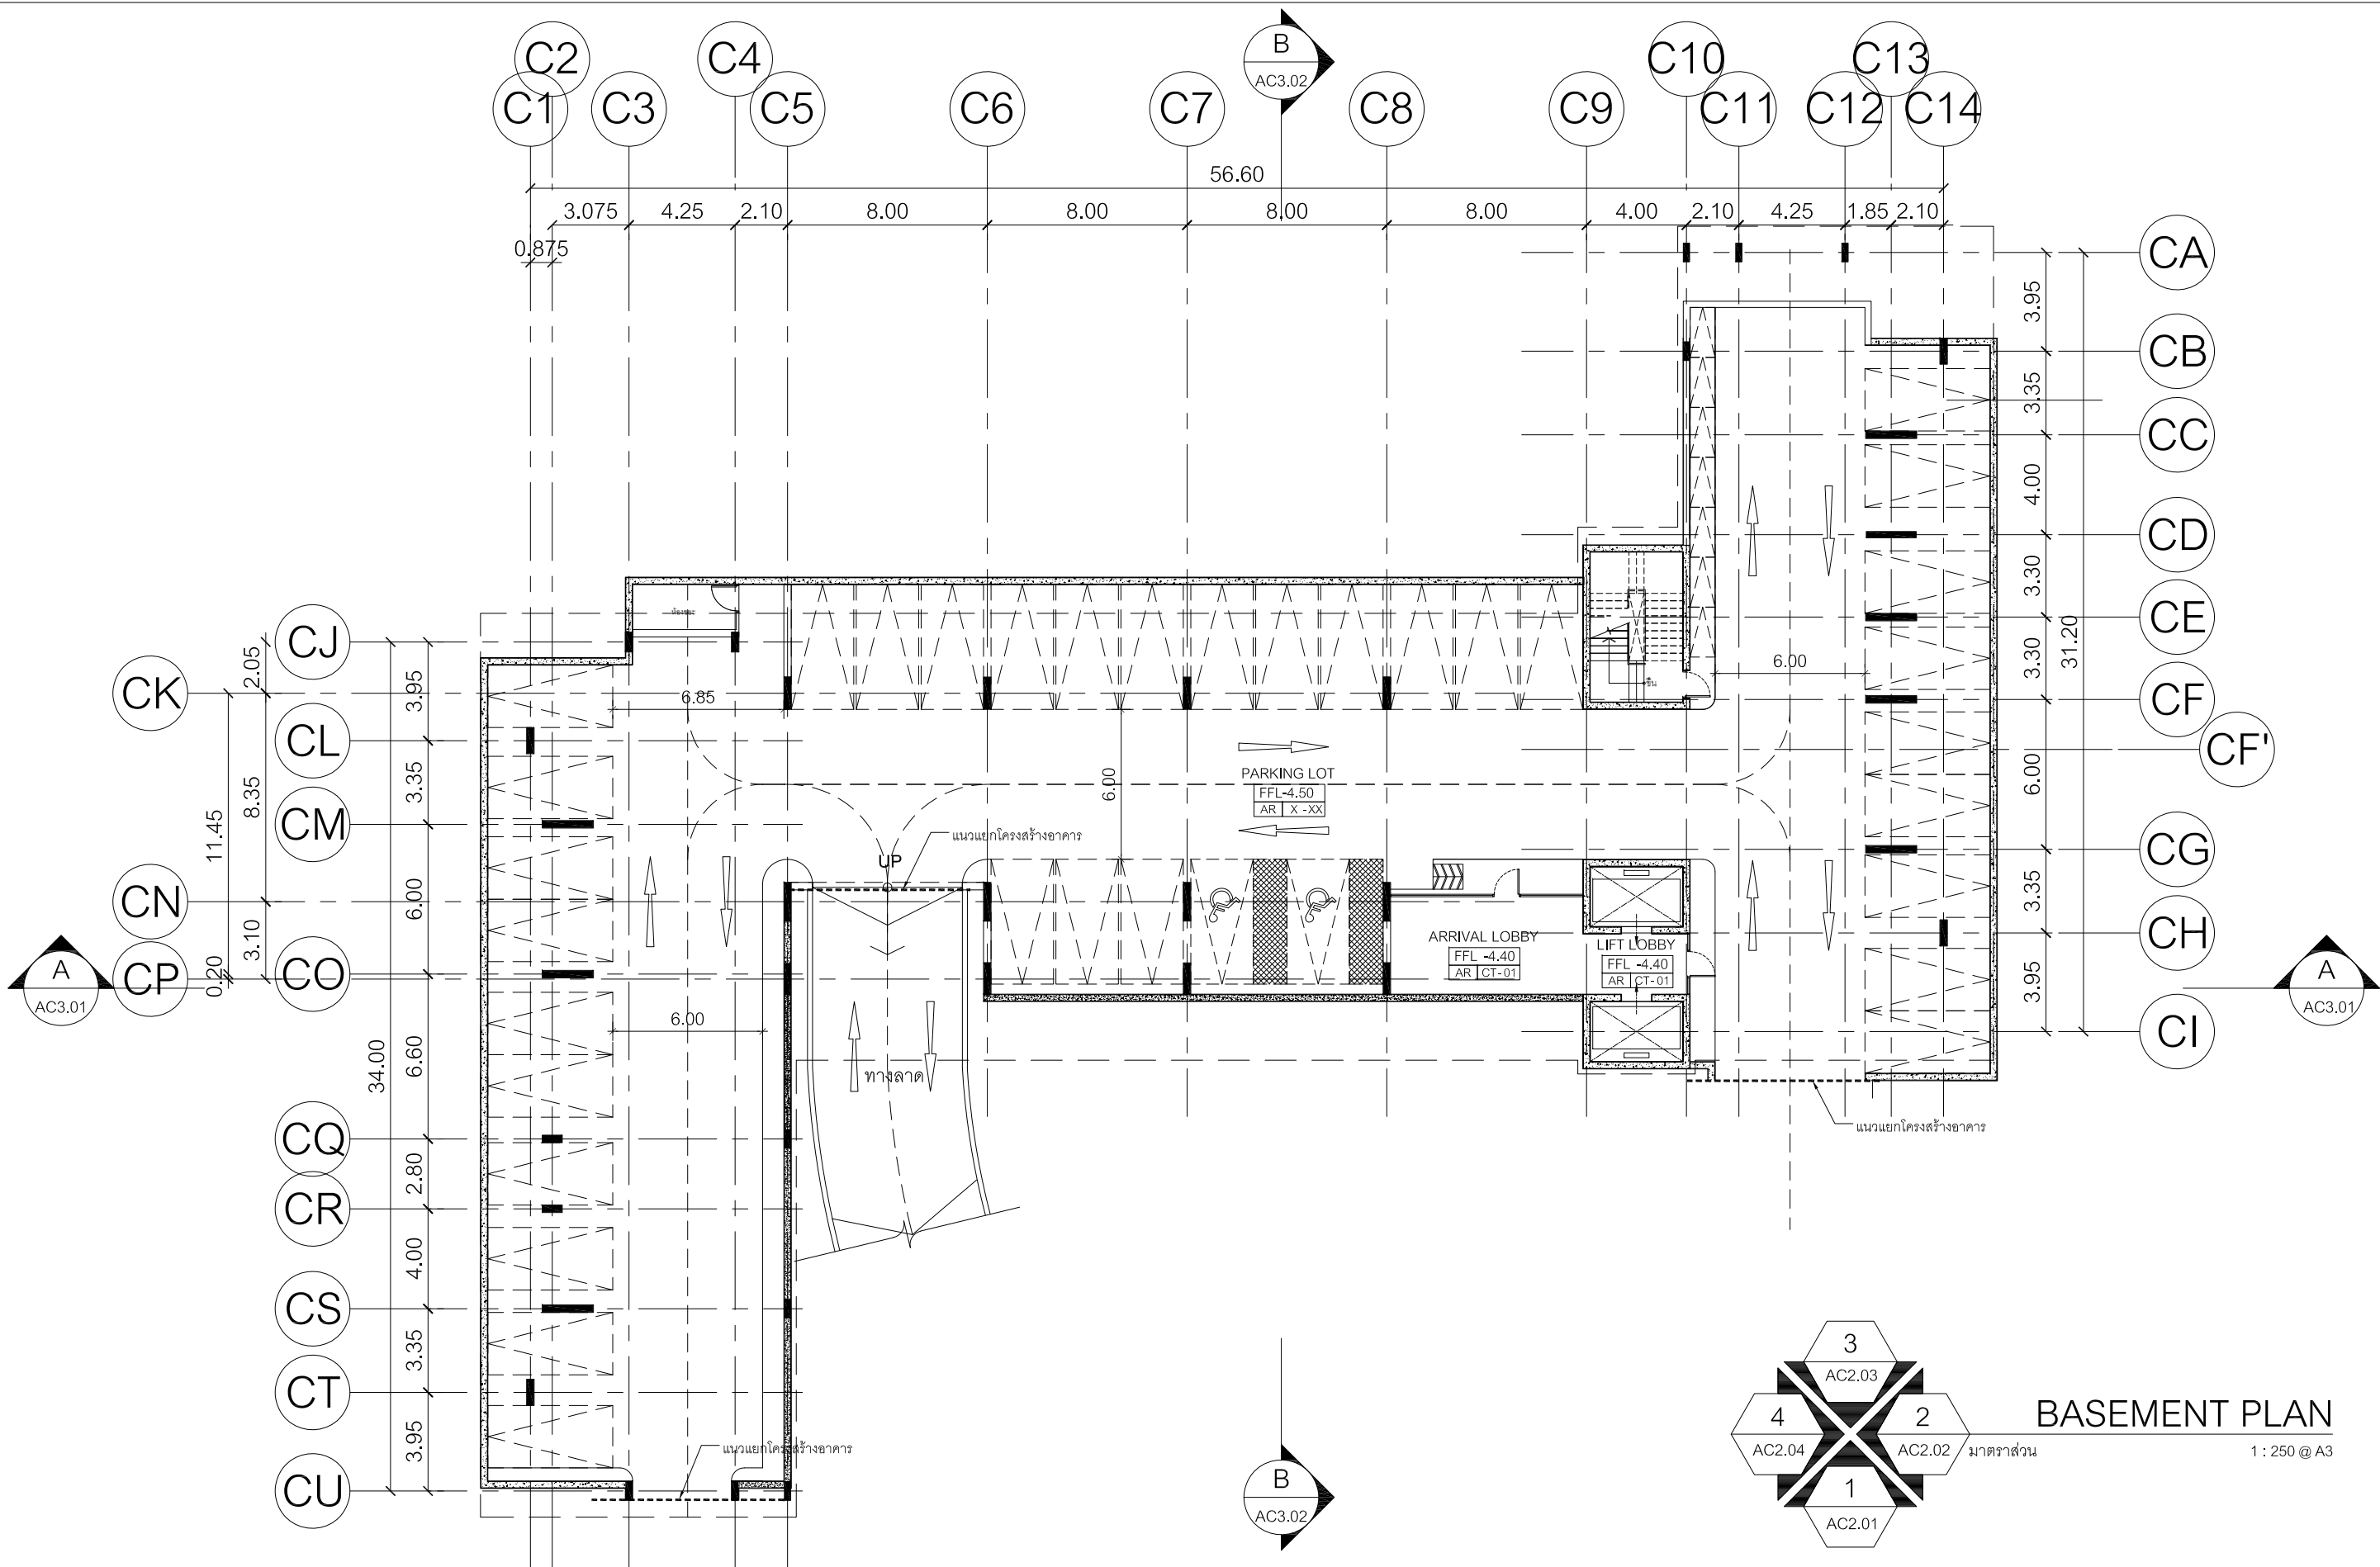 C2 C4 C10 C13
C1 C3 C5 C6 C7 C8 C9 C11 C12 C14
B
AC3.02
56.60
3.075 4.25 2.10 8.00 8.00 8.00 8.00 4.00 2.10 4.25 1.85 2.10
0.875
CA
CB
CC
CD
CE
CF
CF'
CG
CH
CI
3.95
3.35
4.00
3.30
3.30
6.00
3.35
3.95
31.20
CJ
CK
CL
CM
CN
CO
CP
CQ
CR
CS
CT
CU
2.05
8.35
3.10
11.45
0.20
3.95
3.35
6.00
6.60
2.80
4.00
3.35
3.95
34.00
A
AC3.01
A
AC3.01
6.85
6.00
6.00
6.00
ขึ้น
PARKING LOT
FFL-4.50
AR X -XX
UP
แนวแยกโครงสร้างอาคาร
ARRIVAL LOBBY
FFL -4.40
AR CT-01
LIFT LOBBY
FFL -4.40
AR CT-01
ทางลาด
แนวแยกโครงสร้างอาคาร
แนวแยกโครงสร้างอาคาร
B
AC3.02
3
AC2.03
4
AC2.04
2
AC2.02
1
AC2.01
BASEMENT PLAN
มาตราส่วน 1 : 250 @ A3